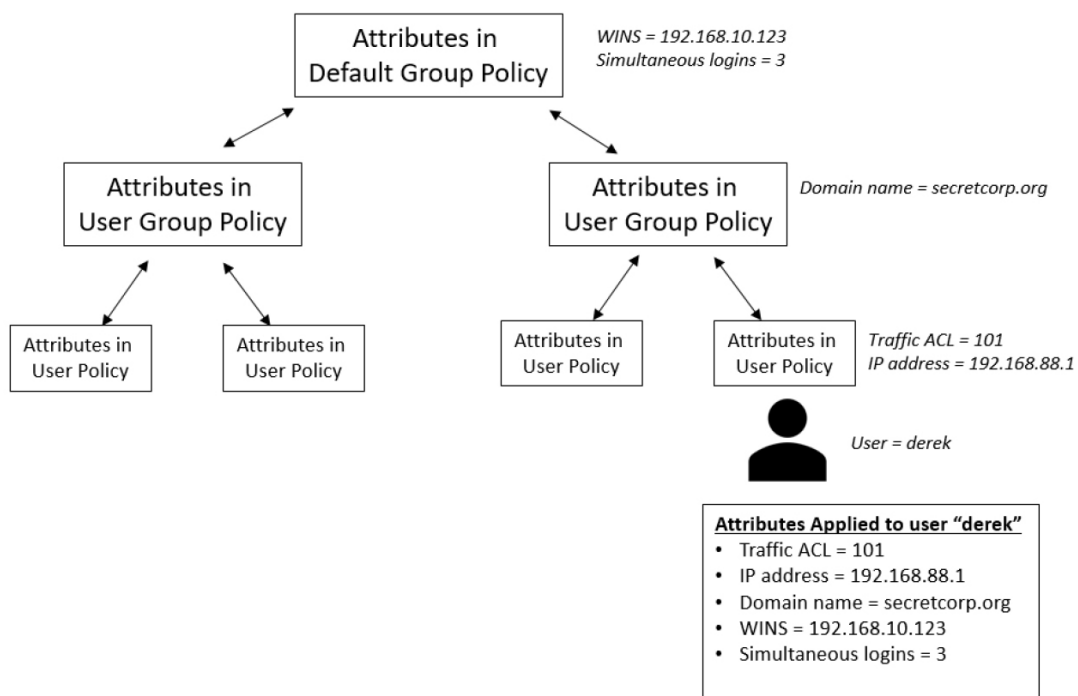 Attributes in
Default Group Policy
WINS = 192.168.10.123
Simultaneous logins = 3
Attributes in
User Group Policy
Attributes in
User Group Policy
Domain name = secretcorp.org
Attributes in
User Policy
Attributes in
User Policy
Attributes in
User Policy
Attributes in
User Policy
Traffic ACL = 101
IP address = 192.168.88.1
User = derek
Attributes Applied to user “derek”
• Traffic ACL = 101
• IP address = 192.168.88.1
• Domain name = secretcorp.org
• WINS = 192.168.10.123
• Simultaneous logins = 3